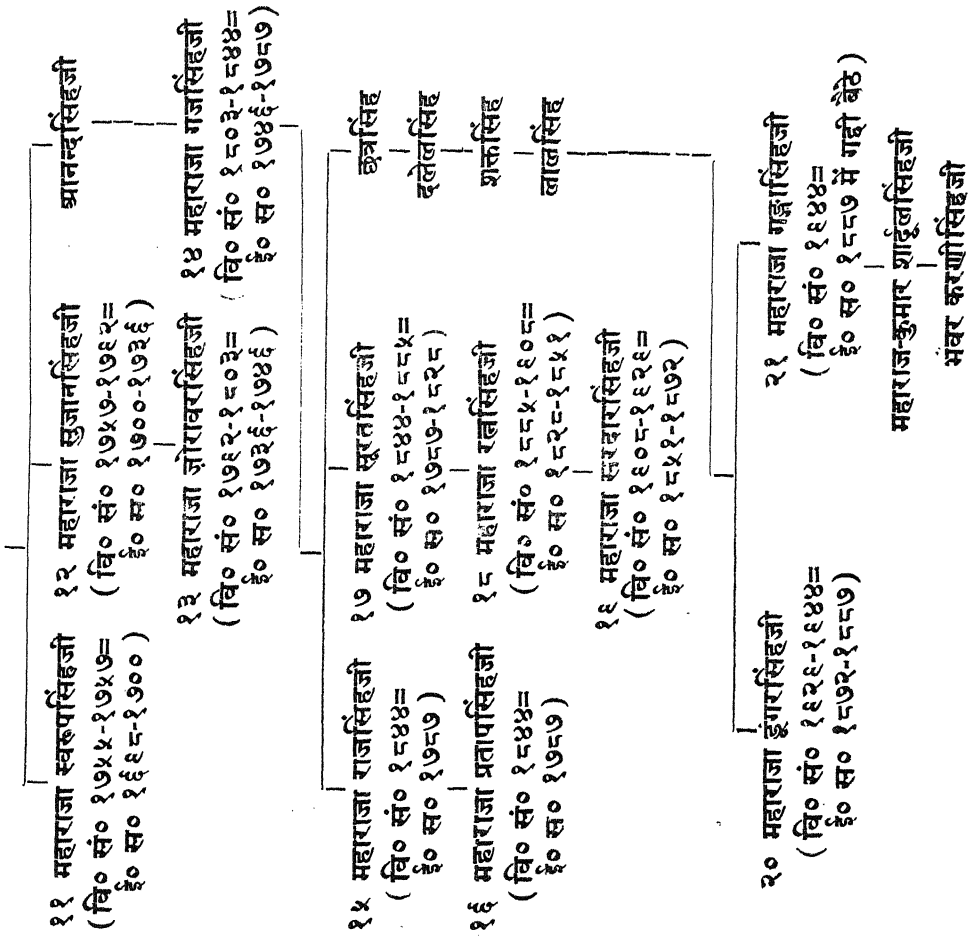 ११ महाराजा स्वरूपसिंहजी
(वि० सं० १७५५-१७५७=
ई० स० १६९८-१७००)
१२ महाराजा सुजानसिंहजी
(वि० सं० १७५७-१७९२=
ई० स० १७००-१७३६)
आनन्दसिंहजी
१३ महाराजा ज़ोरावरसिंहजी
(वि० सं० १७९२-१८०३=
ई० स० १७३६-१७४६)
१४ महाराजा गजसिंहजी
(वि० सं० १८०३-१८४४=
ई० स० १७४६-१७८७)
१५ महाराजा राजसिंहजी
(वि० सं० १८४४=
ई० स० १७८७)
१७ महाराजा सूरतसिंहजी
(वि० सं० १८४४-१८८५=
ई० स० १७८७-१८२८)
छत्रसिंह
दलेलसिंह
शक्तसिंह
लालसिंह
१६ महाराजा प्रतापसिंहजी
(वि० सं० १८४४=
ई० स० १७८७)
१८ महाराजा रत्नसिंहजी
(वि० सं० १८८५-१९०८=
ई० स० १८२८-१८५१)
१९ महाराजा सरदारसिंहजी
(वि० सं० १९०८-१९२९=
ई० स० १८५१-१८७२)
२० महाराजा डूंगरसिंहजी
(वि० सं० १९२९-१९४४=
ई० स० १८७२-१८८७)
२१ महाराजा गङ्गासिंहजी
(वि० सं० १९४४=
ई० स० १८८७ में गद्दी बैठे)
महाराज-कुमार शार्दूलसिंहजी
भंवर करणीसिंहजी